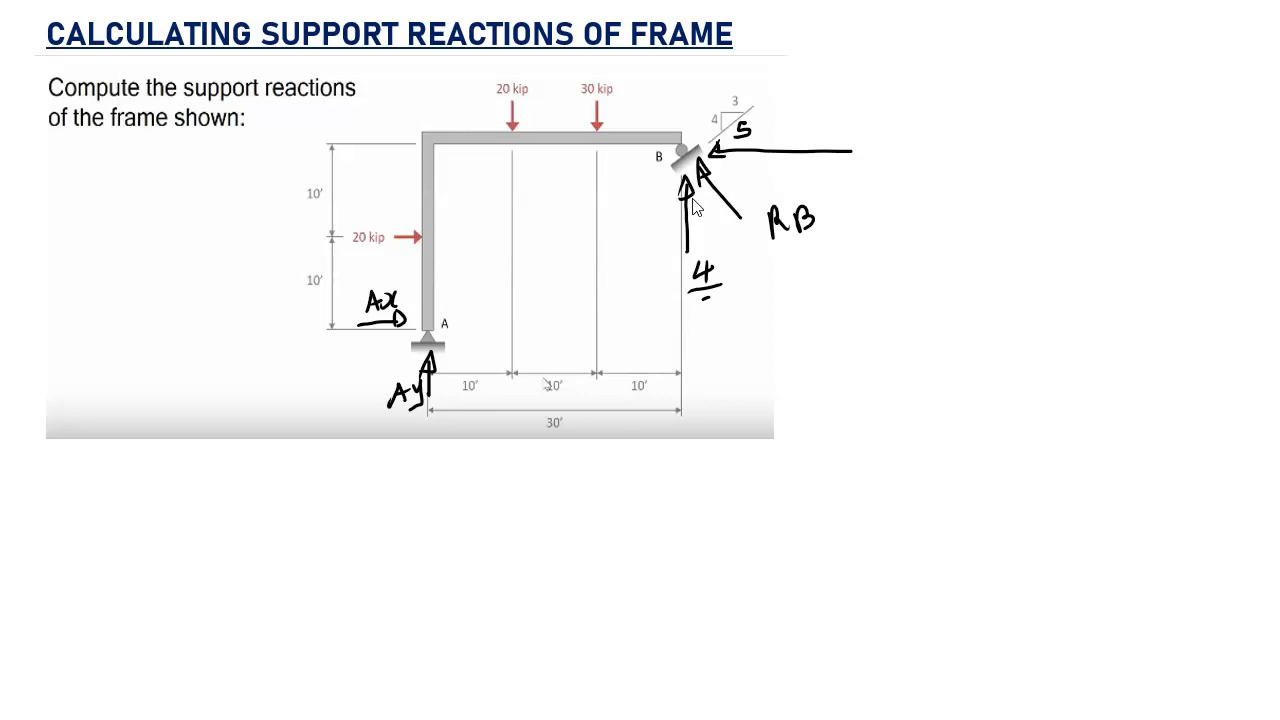 CALCULATING SUPPORT REACTIONS OF FRAME
Compute the support reactions
of the frame shown:
20 kip
30 kip
3
4
5
B
10'
20 kip
RB
10'
4
Ax
A
Ay
10'
10'
10'
30'